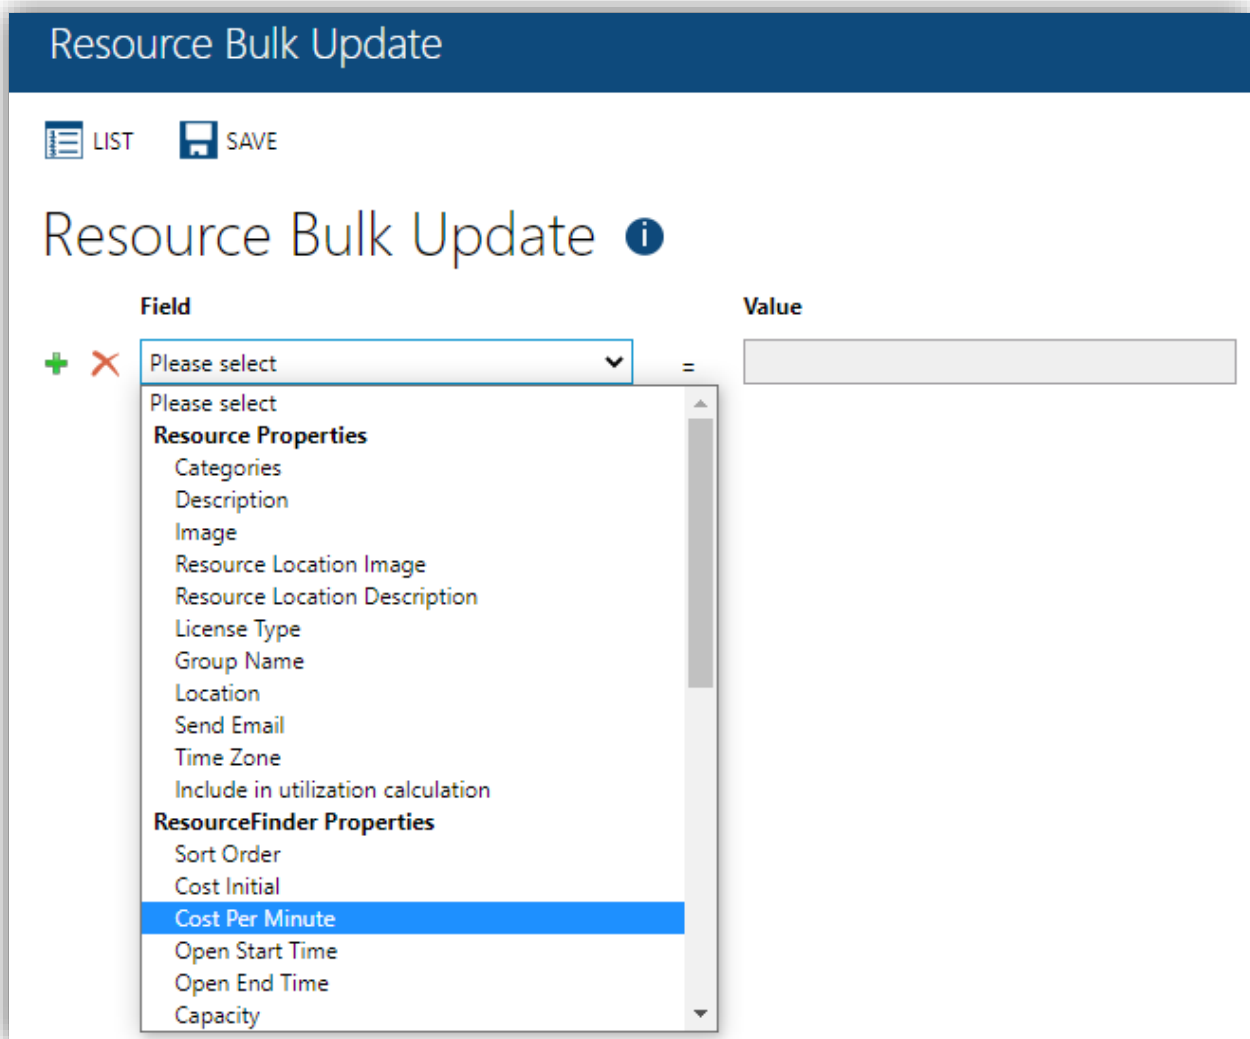 Resource Bulk Update
LIST SAVE
Resource Bulk Update i
Field Value
Please select =
Please select
Resource Properties
Categories
Description
Image
Resource Location Image
Resource Location Description
License Type
Group Name
Location
Send Email
Time Zone
Include in utilization calculation
ResourceFinder Properties
Sort Order
Cost Initial
Cost Per Minute
Open Start Time
Open End Time
Capacity